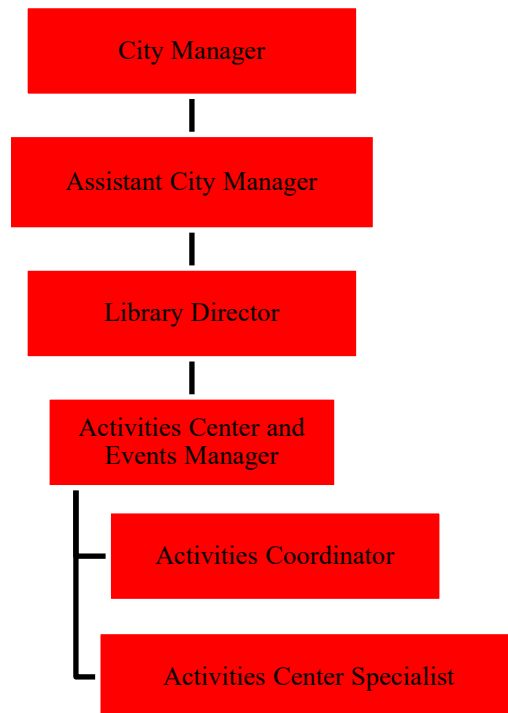 City Manager
Assistant City Manager
Library Director
Activities Center and
Events Manager
Activities Coordinator
Activities Center Specialist